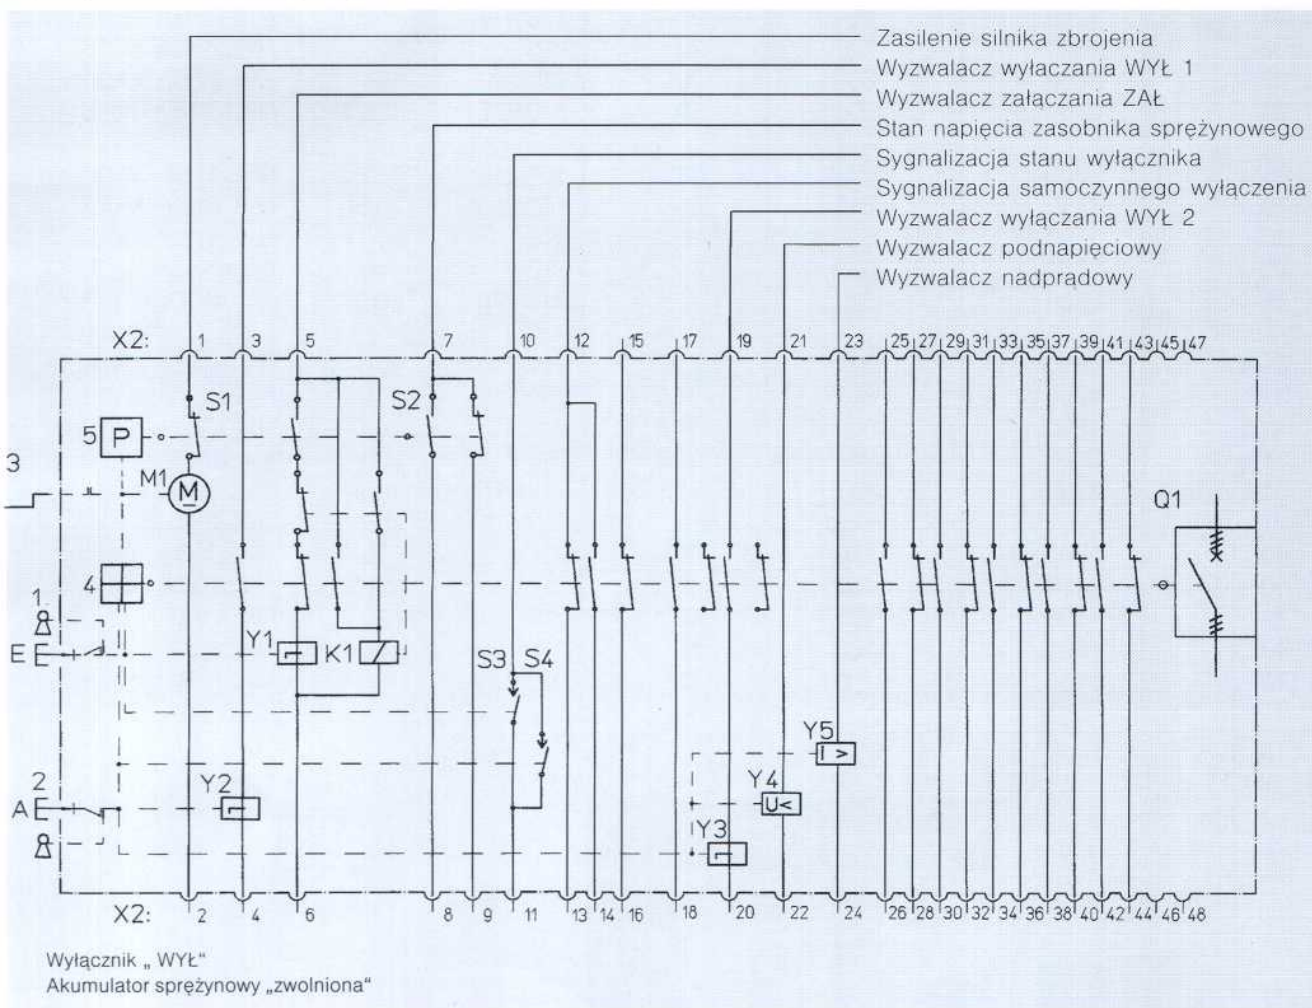 Zasilenie silnika zbrojenia
Wyzwalacz wyłaczania WYŁ 1
Wyzwalacz załączania ZAŁ
Stan napięcia zasobnika sprężynowego
Sygnalizacja stanu wyłącznika
Sygnalizacja samoczynnego wyłączenia
Wyzwalacz wyłączania WYŁ 2
Wyzwalacz podnapięciowy
Wyzwalacz nadprądowy
X2: 1 3 5 7 10 12 15 17 19 21 23 25 27 29 31 33 35 37 39 41 43 45 47
S1 S2
5 P
3
M1 M
Q1
4
1
E Y1 K1
S3 S4
Y5 I >
2 Y2 Y4
A U<
Y3
X2: 2 4 6 8 9 11 13 14 16 18 20 22 24 26 28 30 32 34 36 38 40 42 44 46 48
Wyłącznik „ WYŁ“
Akumulator sprężynowy „zwolniona“